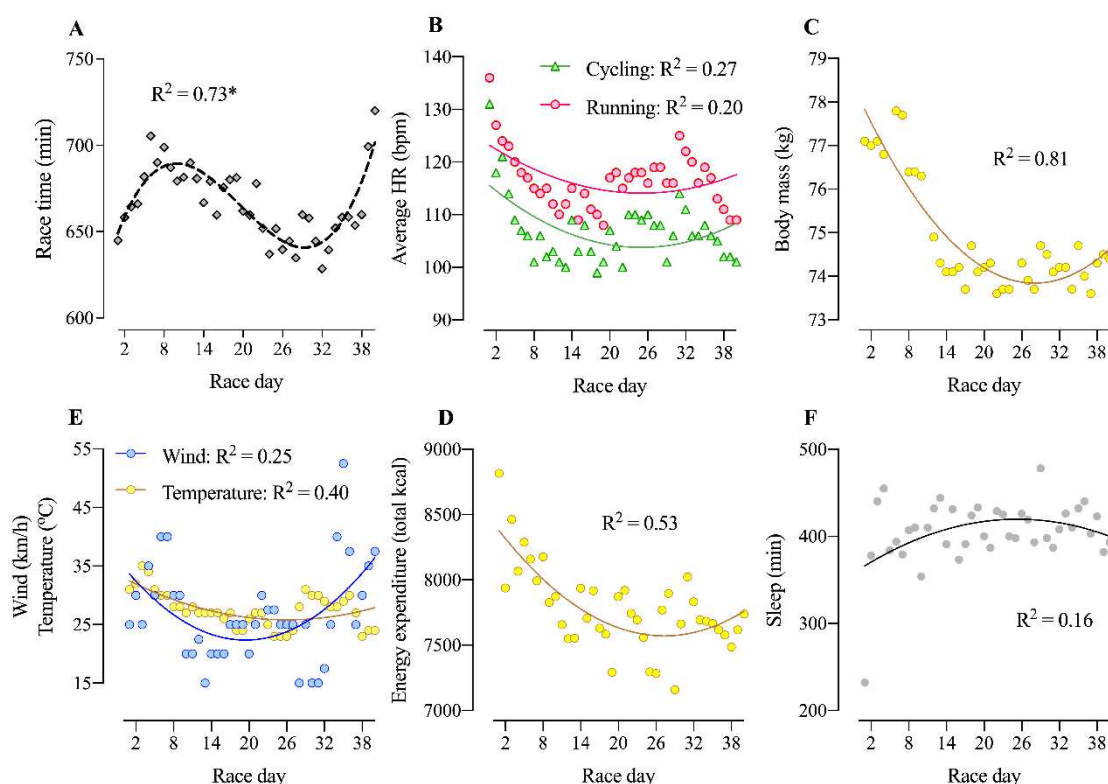 A
750
700
650
600
Race time (min)
R² = 0.73*
2 8 14 20 26 32 38
Race day
B
140
130
120
110
100
90
Average HR (bpm)
Cycling: R² = 0.27
Running: R² = 0.20
2 8 14 20 26 32 38
Race day
C
79
78
77
76
75
74
73
Body mass (kg)
R² = 0.81
2 8 14 20 26 32 38
Race day
E
55
45
35
25
15
Wind (km/h)
Temperature (°C)
Wind: R² = 0.25
Temperature: R² = 0.40
2 8 14 20 26 32 38
Race day
D
9000
8500
8000
7500
7000
Energy expenditure (total kcal)
R² = 0.53
2 8 14 20 26 32 38
Race day
F
500
400
300
200
Sleep (min)
R² = 0.16
2 8 14 20 26 32 38
Race day